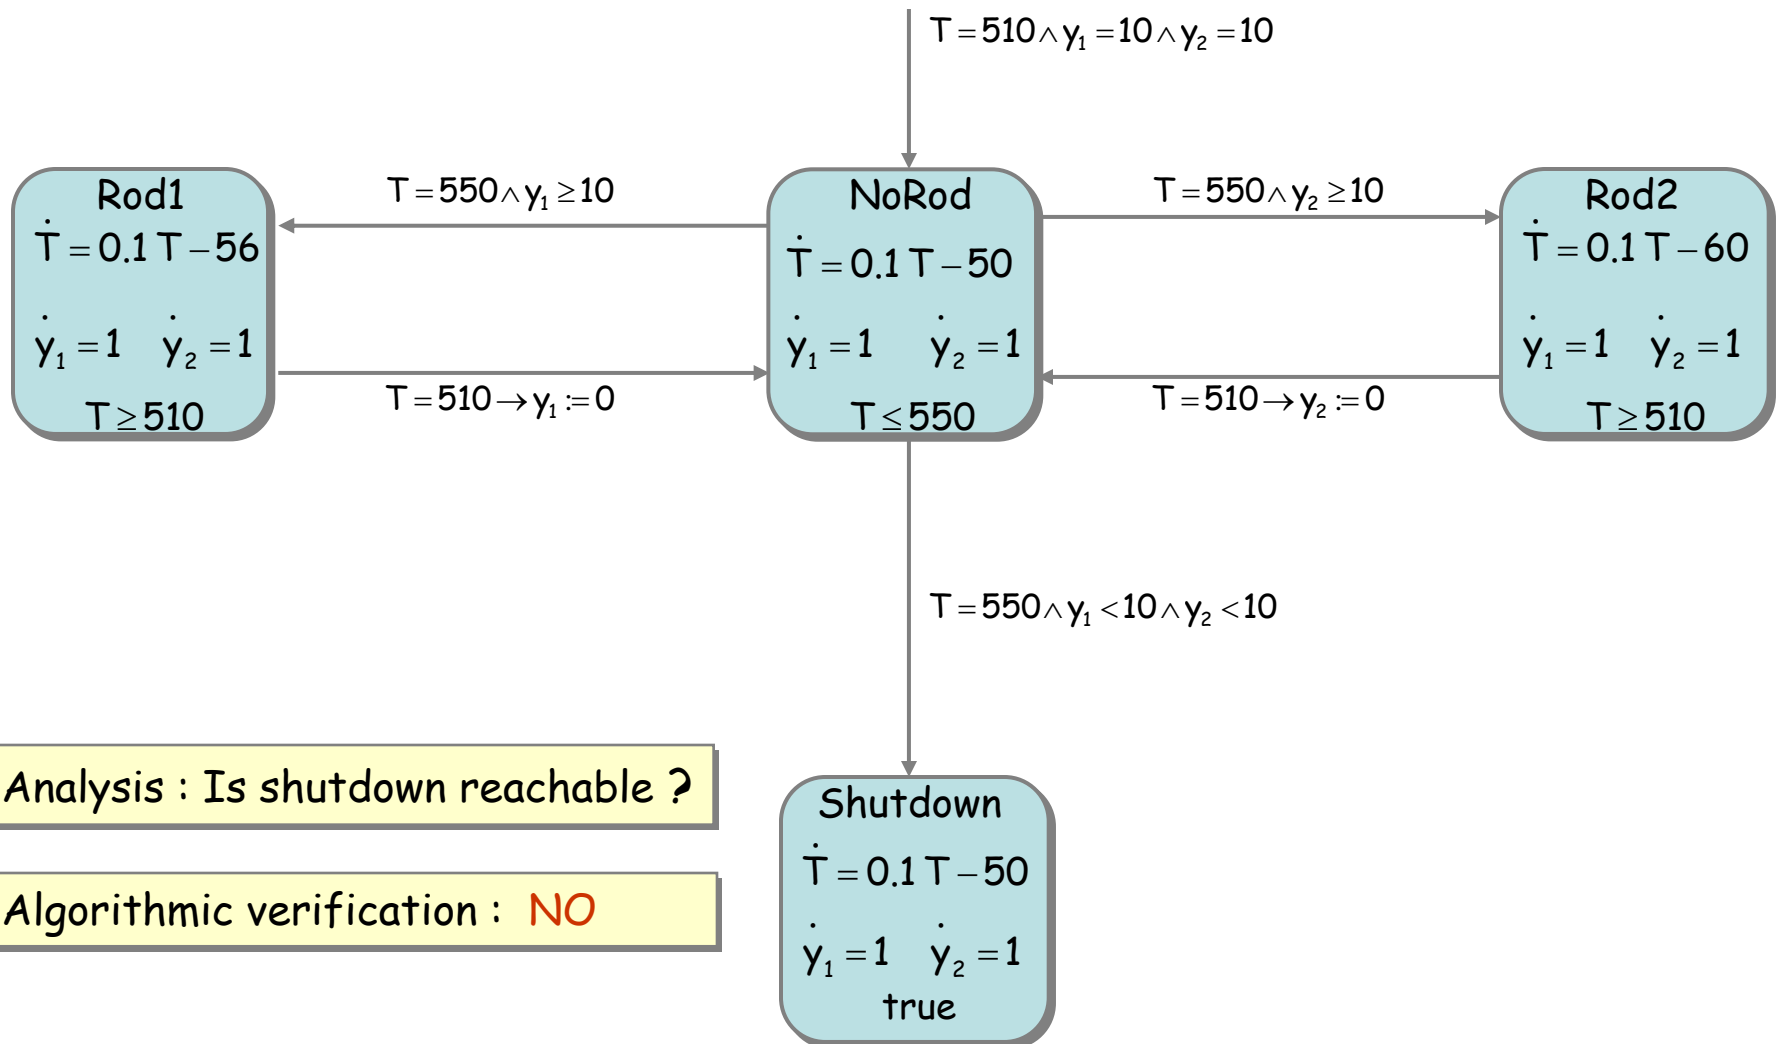 T = 510 ∧ y₁ = 10 ∧ y₂ = 10
Rod1
Ṫ = 0.1 T − 56
ẏ₁ = 1 ẏ₂ = 1
T ≥ 510
T = 550 ∧ y₁ ≥ 10
T = 510 → y₁ := 0
NoRod
Ṫ = 0.1 T − 50
ẏ₁ = 1 ẏ₂ = 1
T ≤ 550
T = 550 ∧ y₂ ≥ 10
T = 510 → y₂ := 0
Rod2
Ṫ = 0.1 T − 60
ẏ₁ = 1 ẏ₂ = 1
T ≥ 510
T = 550 ∧ y₁ < 10 ∧ y₂ < 10
Analysis : Is shutdown reachable ?
Algorithmic verification : NO
Shutdown
Ṫ = 0.1 T − 50
ẏ₁ = 1 ẏ₂ = 1
true